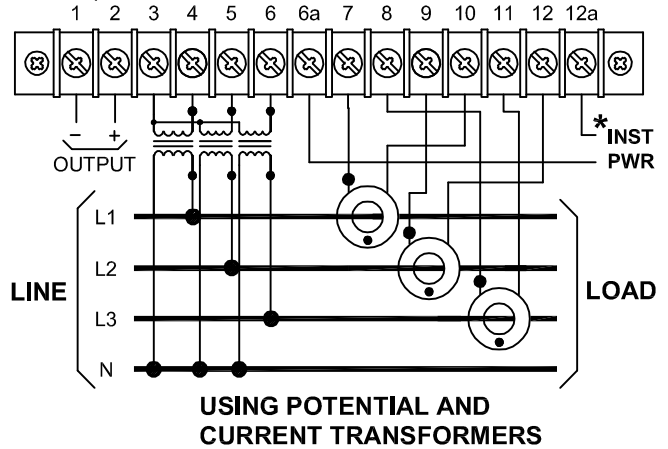 1 2 3 4 5 6 6a 7 8 9 10 11 12 12a
− +
OUTPUT
*INST
PWR
L1
L2
L3
N
LINE
LOAD
USING POTENTIAL AND
CURRENT TRANSFORMERS